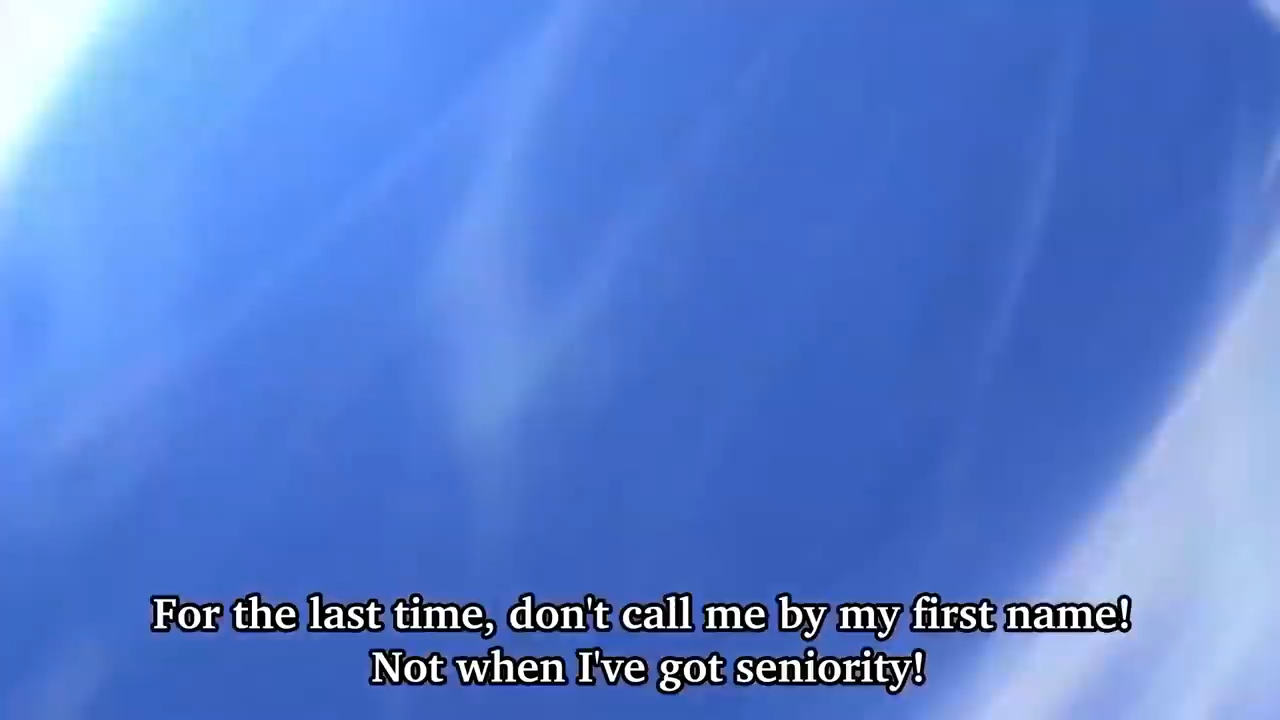 For the last time, don't call me by my first name!
Not when I've got seniority!